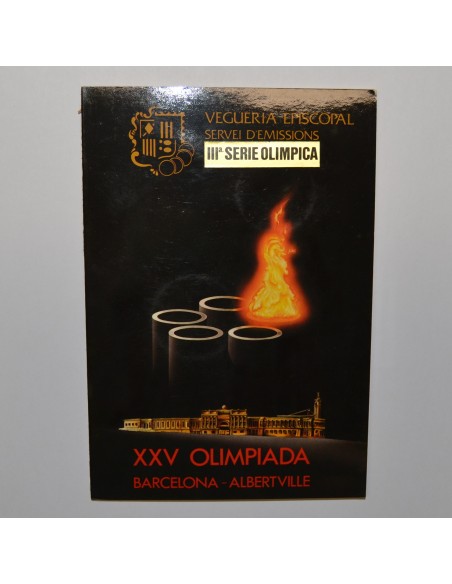 VEGUERIA EPISCOPAL
SERVEI D'EMISSIONS
IIIª SERIE OLIMPICA
XXV OLIMPIADA
BARCELONA - ALBERTVILLE